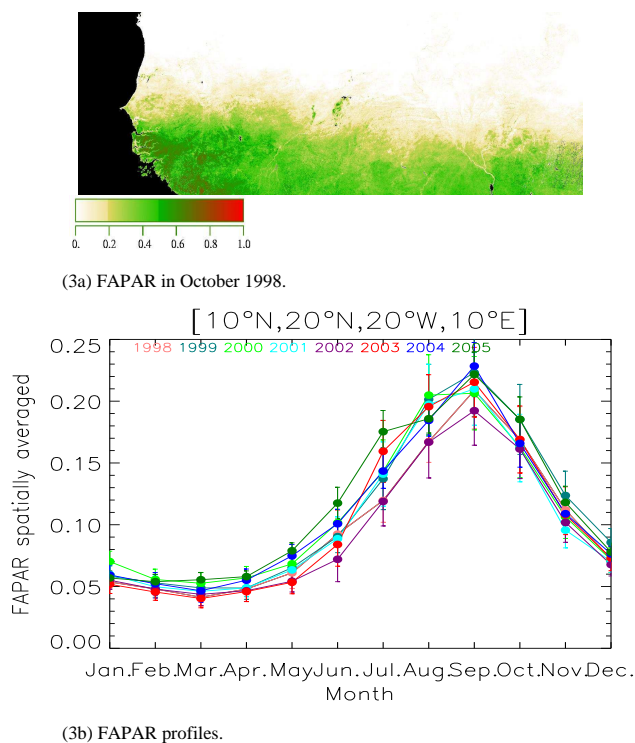 0. 0.2 0.4 0.6 0.8 1.0
(3a) FAPAR in October 1998.
[10°N,20°N,20°W,10°E]
1998 1999 2000 2001 2002 2003 2004 2005
0.25
0.20
0.15
0.10
0.05
0.00
FAPAR spatially averaged
Jan. Feb. Mar. Apr. May Jun. Jul. Aug. Sep. Oct. Nov. Dec.
Month
(3b) FAPAR profiles.